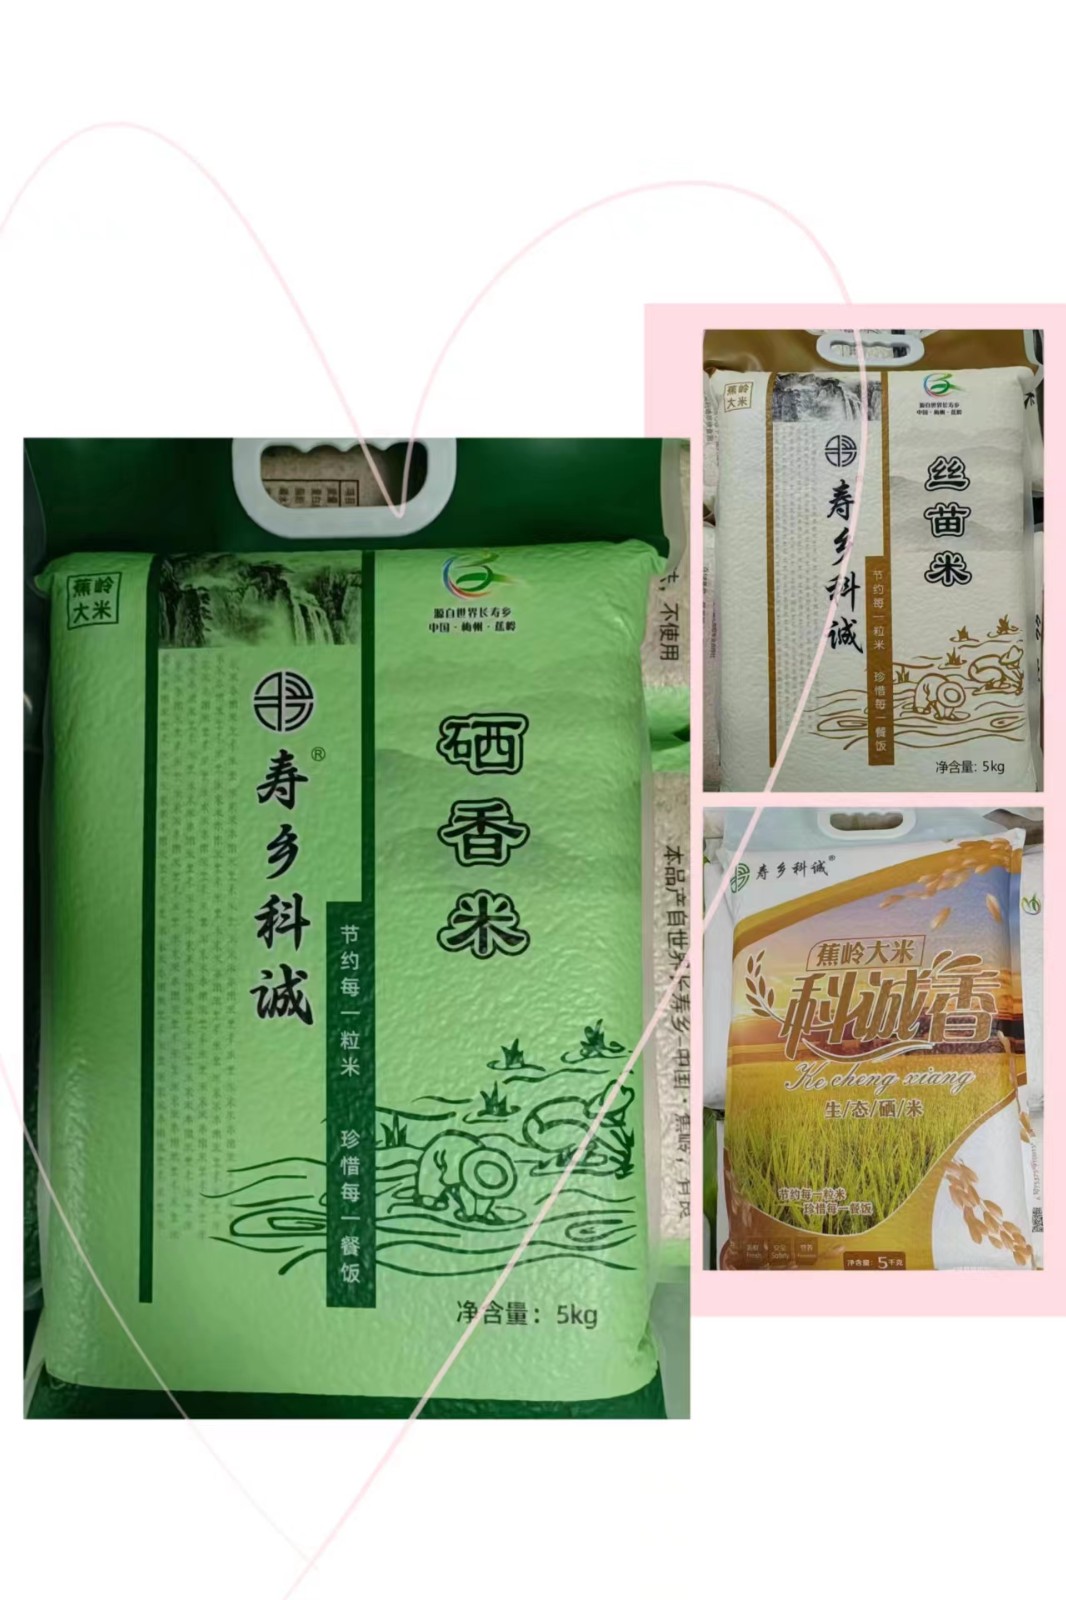 蕉岭
大米
源自世界长寿乡
中国·梅州·蕉岭
寿乡科诚®
硒香米
节约每一粒米 珍惜每一餐饭
净含量：5kg
不使用
本品产自世界长寿乡-中国·蕉岭
蕉岭
大米
源自世界长寿乡
中国·梅州·蕉岭
寿乡科诚
丝苗米
节约每一粒米 珍惜每一餐饭
净含量：5kg
寿乡科诚®
蕉岭大米
科诚香
Ke cheng xiang
生/态/硒/米
节约每一粒米
珍惜每一餐饭
净含量：5千克